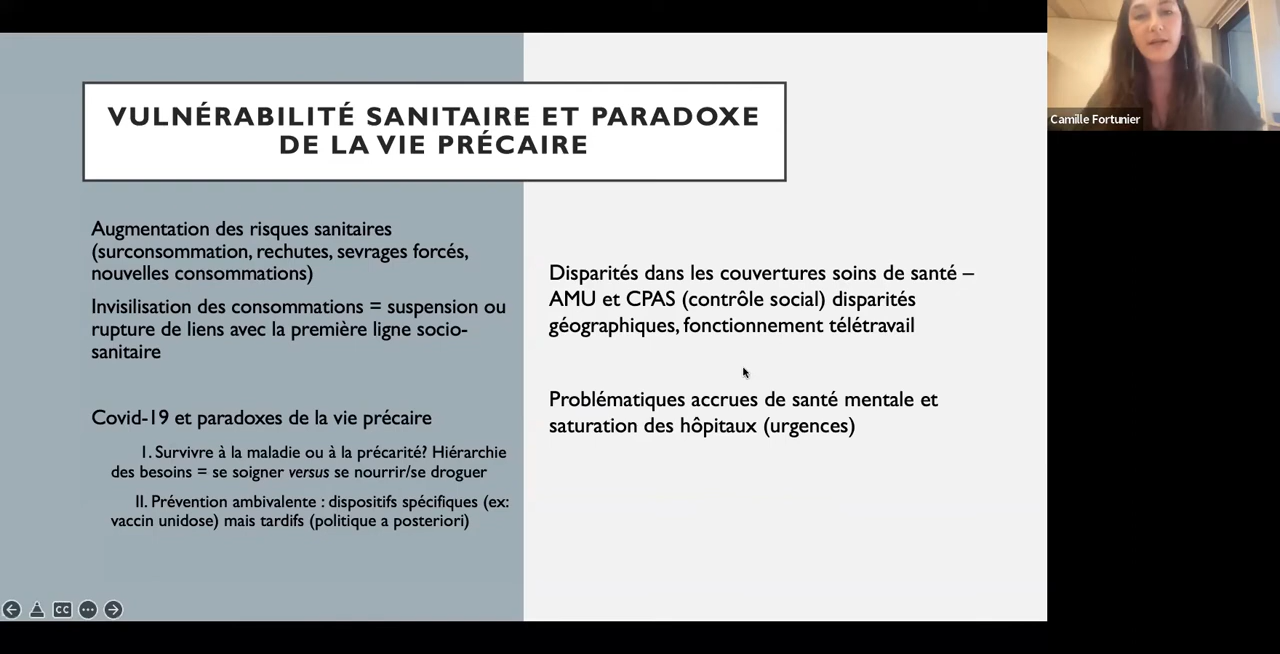 VULNÉRABILITÉ SANITAIRE ET PARADOXE
DE LA VIE PRÉCAIRE
Augmentation des risques sanitaires
(surconsommation, rechutes, sevrages forcés,
nouvelles consommations)
Invisilisation des consommations = suspension ou
rupture de liens avec la première ligne socio-
sanitaire
Covid-19 et paradoxes de la vie précaire
I. Survivre à la maladie ou à la précarité? Hiérarchie
des besoins = se soigner versus se nourrir/se droguer
II. Prévention ambivalente : dispositifs spécifiques (ex:
vaccin unidose) mais tardifs (politique a posteriori)
Disparités dans les couvertures soins de santé –
AMU et CPAS (contrôle social) disparités
géographiques, fonctionnement télétravail
Problématiques accrues de santé mentale et
saturation des hôpitaux (urgences)
Camille Fortunier
CC